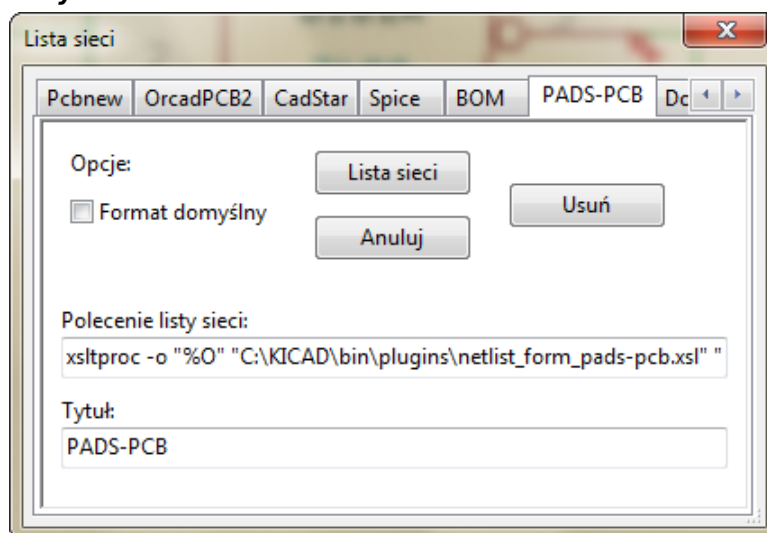 Lista sieci
Pcbnew OrcadPCB2 CadStar Spice BOM PADS-PCB
Opcje:
Lista sieci
Format domyślny
Usuń
Anuluj
Polecenie listy sieci:
xsltproc -o "%O" "C:\KICAD\bin\plugins\netlist_form_pads-pcb.xsl" "
Tytuł:
PADS-PCB